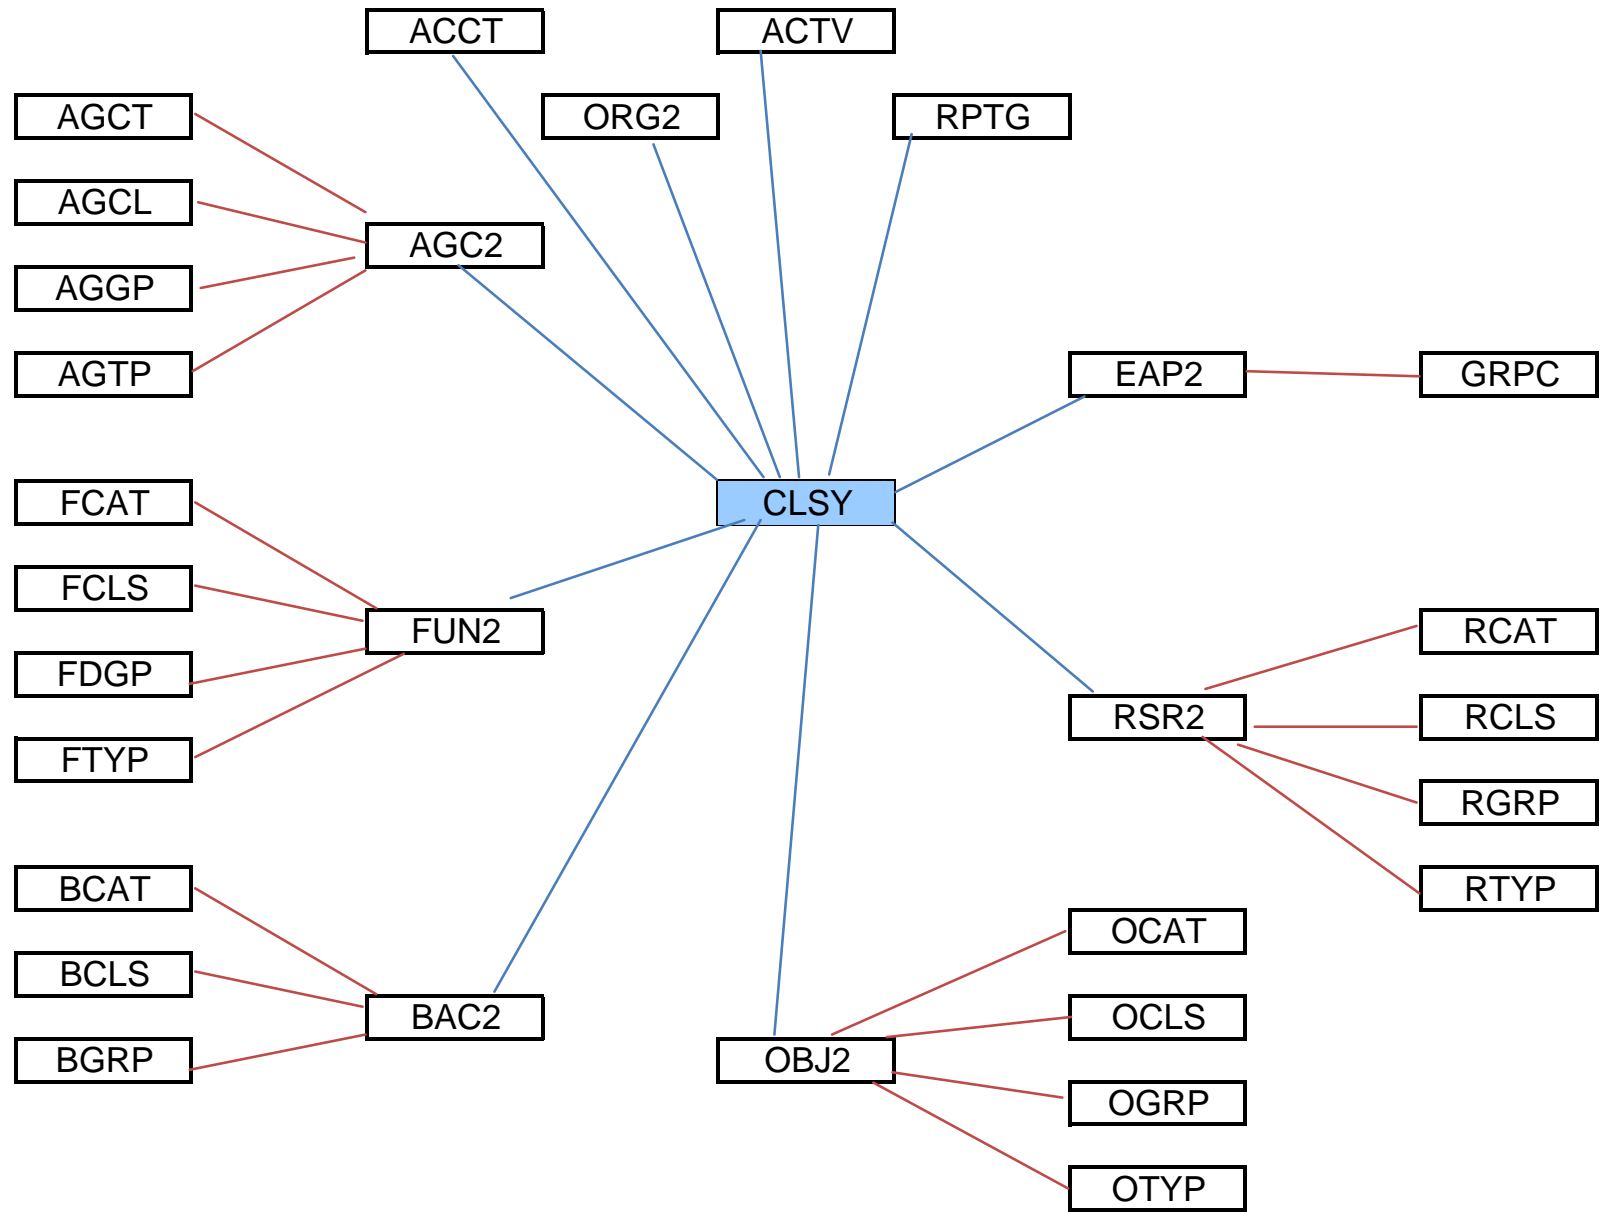 ACCT
ACTV
AGCT
ORG2
RPTG
AGCL
AGC2
AGGP
AGTP
EAP2
GRPC
FCAT
CLSY
FCLS
FUN2
RCAT
FDGP
RSR2
RCLS
FTYP
RGRP
BCAT
RTYP
OCAT
BCLS
BAC2
OCLS
BGRP
OBJ2
OGRP
OTYP